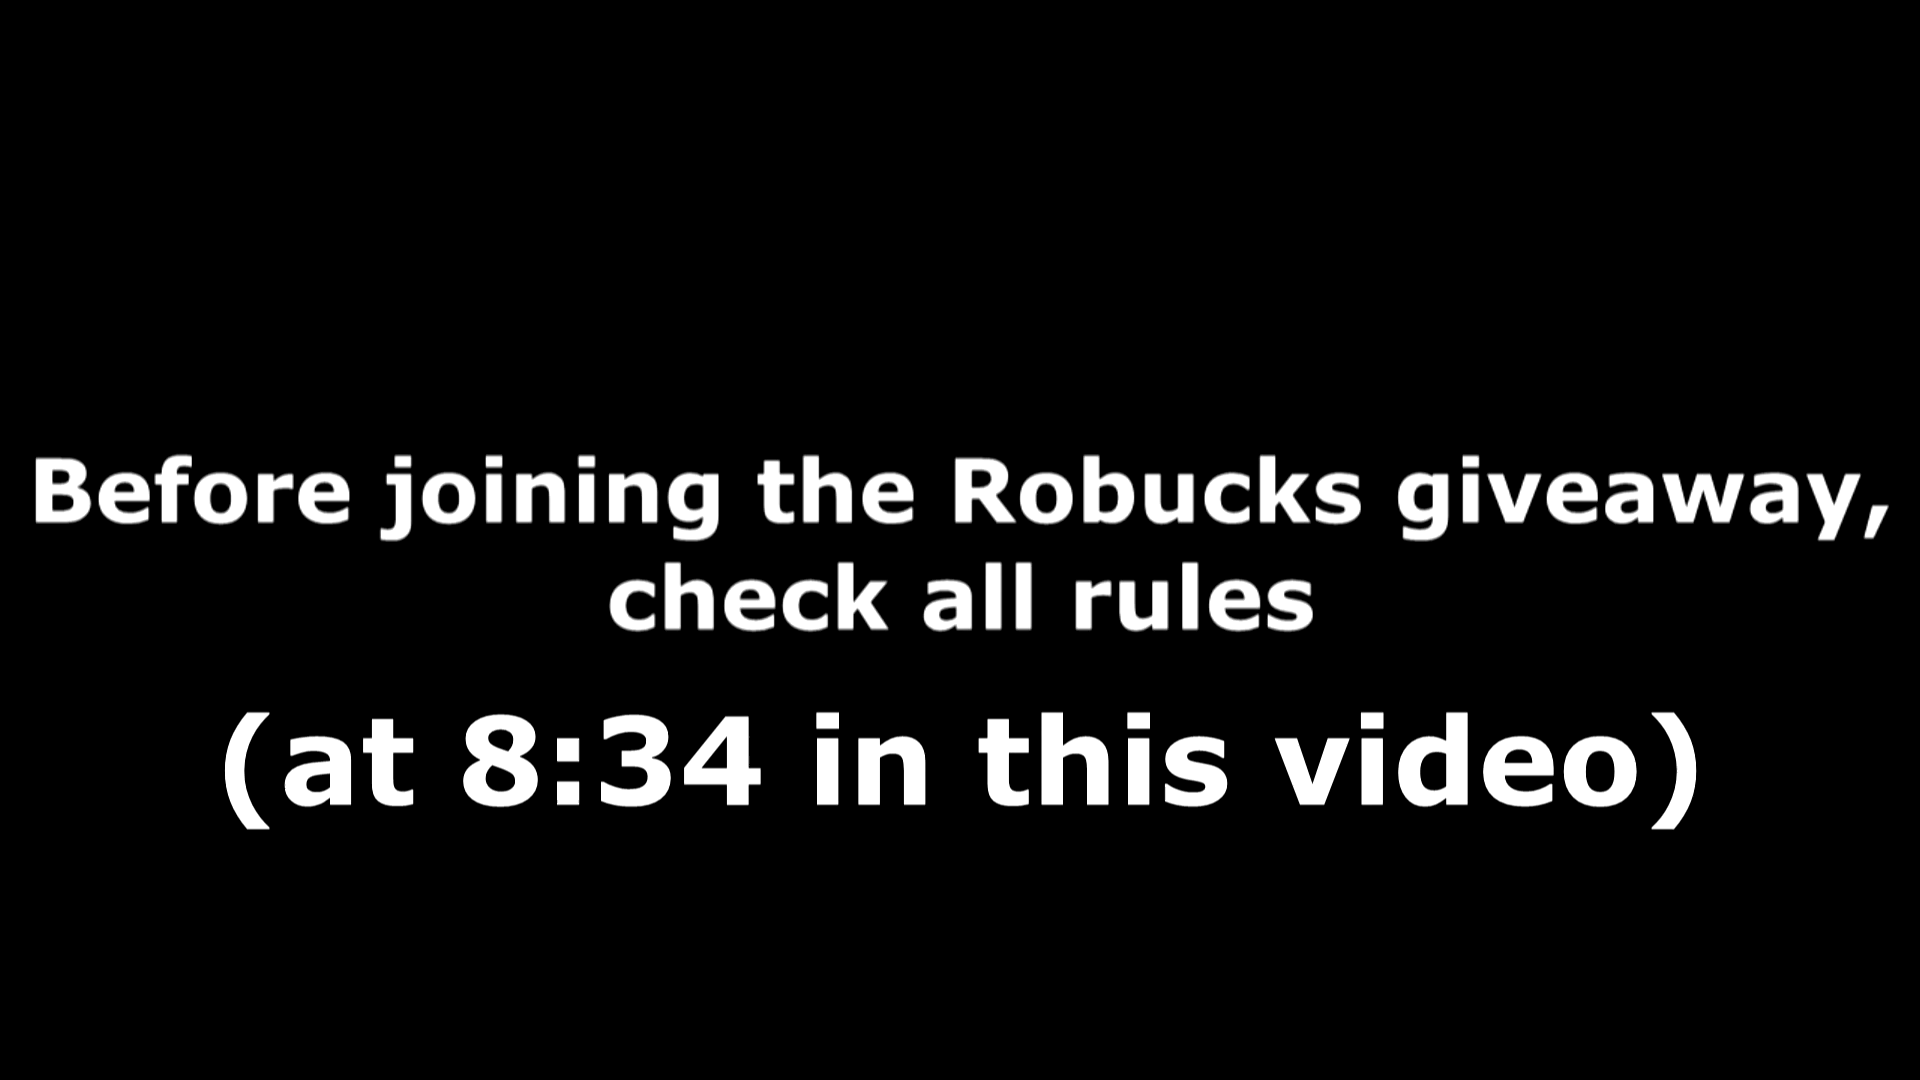 Before joining the Robucks giveaway,
check all rules
(at 8:34 in this video)